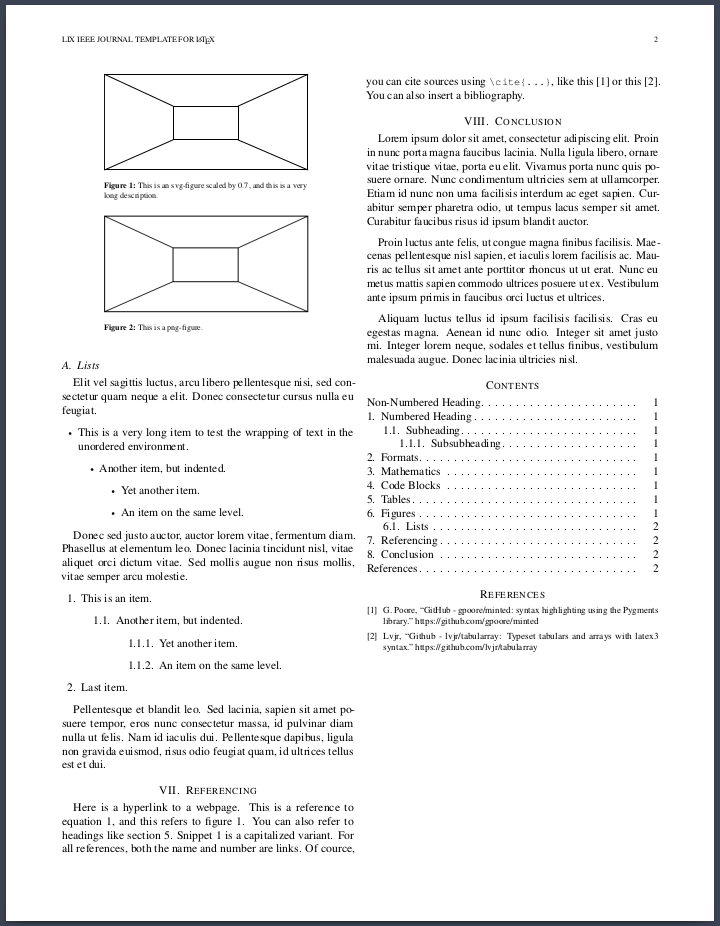 LIX IEEE JOURNAL TEMPLATE FOR LATEX 2
Figure 1: This is an svg-figure scaled by 0.7, and this is a very
long description.
Figure 2: This is a png-figure.
A. Lists
Elit vel sagittis luctus, arcu libero pellentesque nisi, sed con-
sectetur quam neque a elit. Donec consectetur cursus nulla eu
feugiat.
• This is a very long item to test the wrapping of text in the
unordered environment.
• Another item, but indented.
• Yet another item.
• An item on the same level.
Donec sed justo auctor, auctor lorem vitae, fermentum diam.
Phasellus at elementum leo. Donec lacinia tincidunt nisl, vitae
aliquet orci dictum vitae. Sed mollis augue non risus mollis,
vitae semper arcu molestie.
1. This is an item.
1.1. Another item, but indented.
1.1.1. Yet another item.
1.1.2. An item on the same level.
2. Last item.
Pellentesque et blandit leo. Sed lacinia, sapien sit amet po-
suere tempor, eros nunc consectetur massa, id pulvinar diam
nulla ut felis. Nam id iaculis dui. Pellentesque dapibus, ligula
non gravida euismod, risus odio feugiat quam, id ultrices tellus
est et dui.
VII. REFERENCING
Here is a hyperlink to a webpage. This is a reference to
equation 1, and this refers to figure 1. You can also refer to
headings like section 5. Snippet 1 is a capitalized variant. For
all references, both the name and number are links. Of cource,
you can cite sources using \cite{...}, like this [1] or this [2].
You can also insert a bibliography.
VIII. CONCLUSION
Lorem ipsum dolor sit amet, consectetur adipiscing elit. Proin
in nunc porta magna faucibus lacinia. Nulla ligula libero, ornare
vitae tristique vitae, porta eu elit. Vivamus porta nunc quis po-
suere ornare. Nunc condimentum ultricies sem at ullamcorper.
Etiam id nunc non urna facilisis interdum ac eget sapien. Cur-
abitur semper pharetra odio, ut tempus lacus semper sit amet.
Curabitur faucibus risus id ipsum blandit auctor.
Proin luctus ante felis, ut congue magna finibus facilisis. Mae-
cenas pellentesque nisl sapien, et iaculis lorem facilisis ac. Mau-
ris ac tellus sit amet ante porttitor rhoncus ut ut erat. Nunc eu
metus mattis sapien commodo ultrices posuere ut ex. Vestibulum
ante ipsum primis in faucibus orci luctus et ultrices.
Aliquam luctus tellus id ipsum facilisis facilisis. Cras eu
egestas magna. Aenean id nunc odio. Integer sit amet justo
mi. Integer lorem neque, sodales et tellus finibus, vestibulum
malesuada augue. Donec lacinia ultricies nisl.
CONTENTS
Non-Numbered Heading 1
1. Numbered Heading 1
1.1. Subheading 1
1.1.1. Subsubheading 1
2. Formats 1
3. Mathematics 1
4. Code Blocks 1
5. Tables 1
6. Figures 1
6.1. Lists 2
7. Referencing 2
8. Conclusion 2
References 2
REFERENCES
[1] G. Poore, “GitHub - gpoore/minted: syntax highlighting using the Pygments
library.” https://github.com/gpoore/minted
[2] Lvjr, “Github - lvjr/tabularray: Typeset tabulars and arrays with latex3
syntax.” https://github.com/lvjr/tabularray